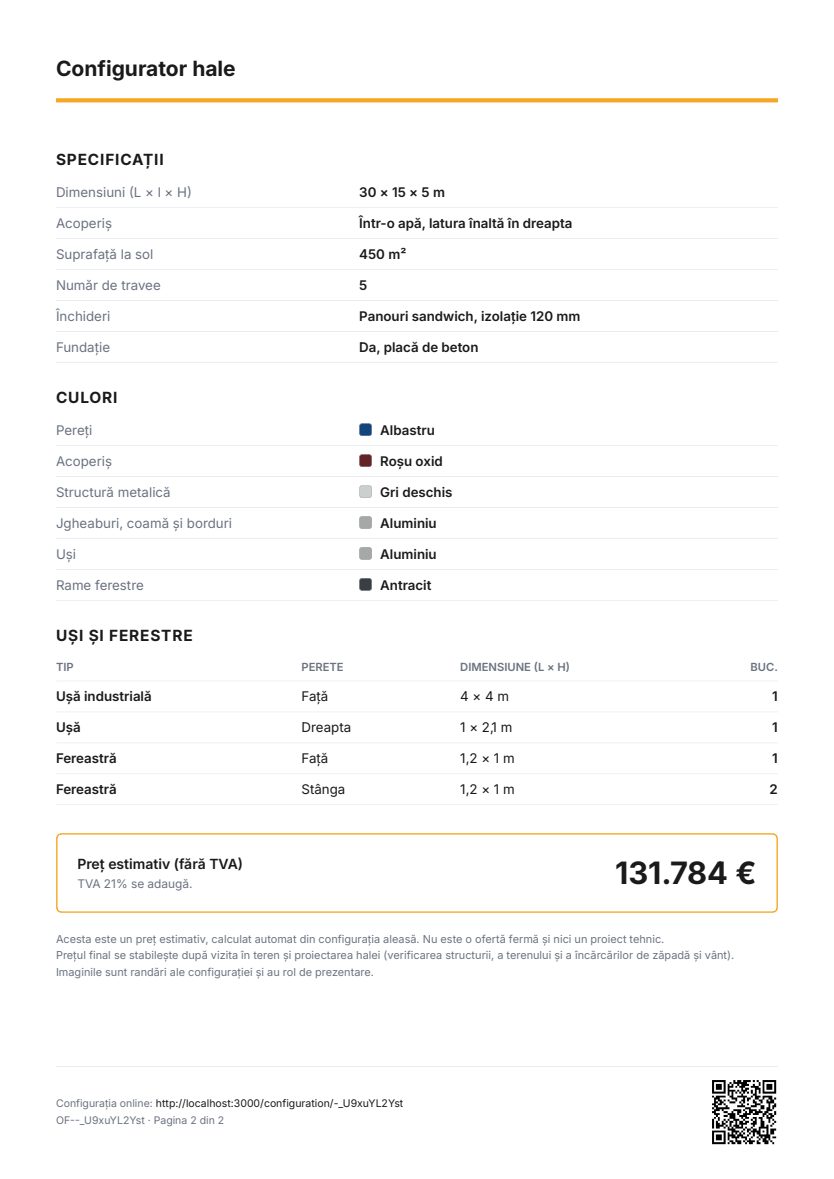 Configurator hale
SPECIFICAȚII
Dimensiuni (L × l × H) 30 × 15 × 5 m
Acoperiș Într-o apă, latura înaltă în dreapta
Suprafață la sol 450 m²
Număr de travee 5
Închideri Panouri sandwich, izolație 120 mm
Fundație Da, placă de beton
CULORI
Pereți Albastru
Acoperiș Roșu oxid
Structură metalică Gri deschis
Jgheaburi, coamă și borduri Aluminiu
Uși Aluminiu
Rame ferestre Antracit
UȘI ȘI FERESTRE
TIP PERETE DIMENSIUNE (L × H) BUC.
Ușă industrială Față 4 × 4 m 1
Ușă Dreapta 1 × 2,1 m 1
Fereastră Față 1,2 × 1 m 1
Fereastră Stânga 1,2 × 1 m 2
Preț estimativ (fără TVA) 131.784 €
TVA 21% se adaugă.
Acesta este un preț estimativ, calculat automat din configurația aleasă. Nu este o ofertă fermă și nici un proiect tehnic.
Prețul final se stabilește după vizita în teren și proiectarea halei (verificarea structurii, a terenului și a încărcărilor de zăpadă și vânt).
Imaginile sunt randări ale configurației și au rol de prezentare.
Configurația online: http://localhost:3000/configuration/-_U9xuYL2Yst
OF--_U9xuYL2Yst · Pagina 2 din 2